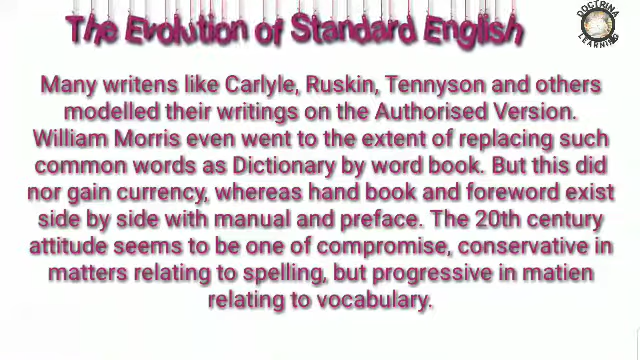 The Evolution of Standard English
DOCTRINA
LEARNING
Many writens like Carlyle, Ruskin, Tennyson and others
modelled their writings on the Authorised Version.
William Morris even went to the extent of replacing such
common words as Dictionary by word book. But this did
nor gain currency, whereas hand book and foreword exist
side by side with manual and preface. The 20th century
attitude seems to be one of compromise, conservative in
matters relating to spelling, but progressive in matien
relating to vocabulary.